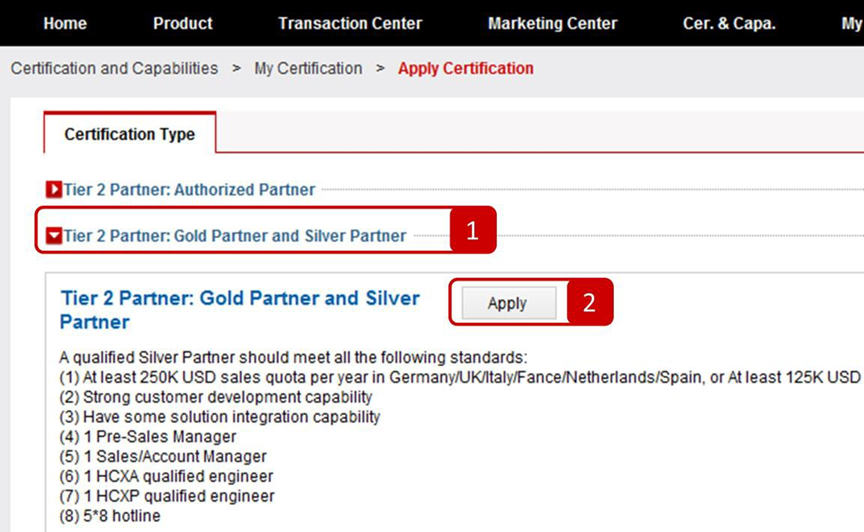 Home Product Transaction Center Marketing Center Cer. & Capa. My
Certification and Capabilities > My Certification > Apply Certification
Certification Type
Tier 2 Partner: Authorized Partner
Tier 2 Partner: Gold Partner and Silver Partner 1
Tier 2 Partner: Gold Partner and Silver
Partner
Apply 2
A qualified Silver Partner should meet all the following standards:
(1) At least 250K USD sales quota per year in Germany/UK/Italy/Fance/Netherlands/Spain, or At least 125K USD
(2) Strong customer development capability
(3) Have some solution integration capability
(4) 1 Pre-Sales Manager
(5) 1 Sales/Account Manager
(6) 1 HCXA qualified engineer
(7) 1 HCXP qualified engineer
(8) 5*8 hotline